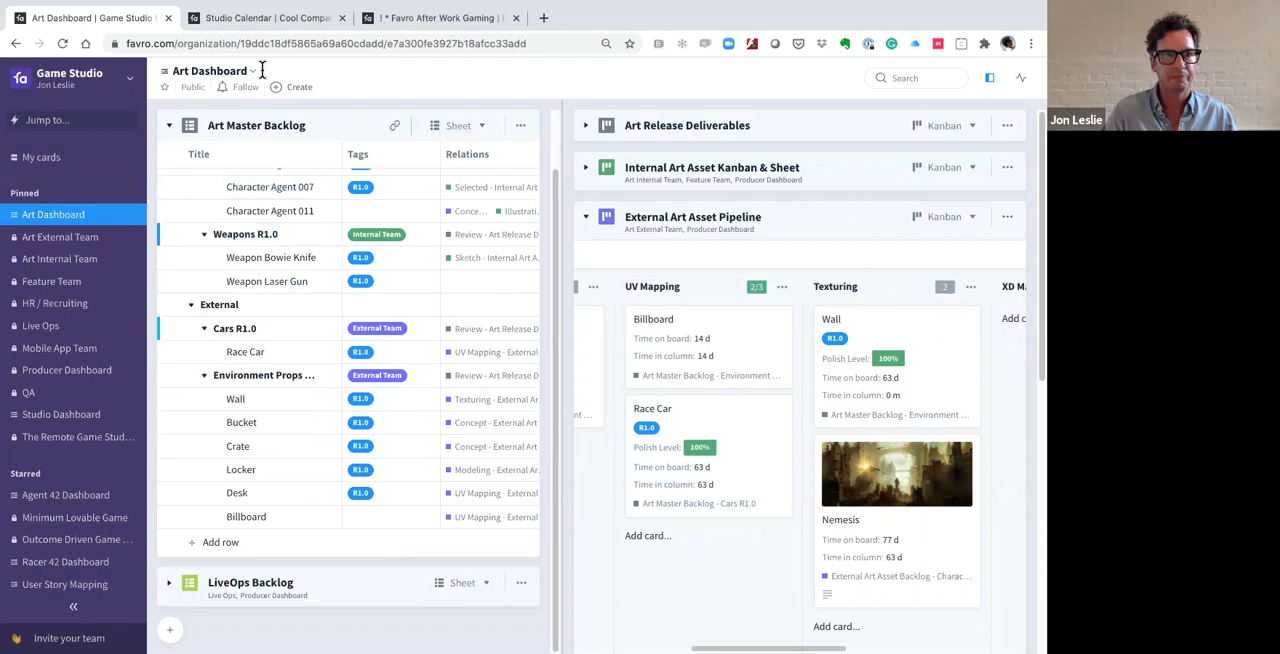 Art Dashboard | Game Studio F
Studio Calendar | Cool Compa
! * Favro After Work Gaming |
favro.com/organization/19ddc18df5865a69a60cdadd/e7a300fe3927b18afcc33add
Game Studio
Jon Leslie
Jump to...
My cards
Pinned
Art Dashboard
Art External Team
Art Internal Team
Feature Team
HR / Recruiting
Live Ops
Mobile App Team
Producer Dashboard
QA
Studio Dashboard
The Remote Game Stud...
Starred
Agent 42 Dashboard
Minimum Lovable Game
Outcome Driven Game ...
Racer 42 Dashboard
User Story Mapping
Invite your team
Art Dashboard
Public
Follow
Create
Search
Art Master Backlog
Sheet
Title Tags Relations
Character Agent 007 R1.0 Selected - Internal Art
Character Agent 011 Conce... Illustrati
Weapons R1.0 Internal Team Review - Art Release D
Weapon Bowie Knife R1.0 Sketch - Internal Art A
Weapon Laser Gun R1.0
External
Cars R1.0 External Team Review - Art Release D
Race Car R1.0 UV Mapping - External
Environment Props ... External Team Review - Art Release D
Wall R1.0 Texturing - External Ar
Bucket R1.0 Concept - External Art
Crate R1.0 Concept - External Art
Locker R1.0 Modeling - External Ar
Desk R1.0 UV Mapping - External
Billboard UV Mapping - External
Add row
LiveOps Backlog
Live Ops, Producer Dashboard
Sheet
Art Release Deliverables
Kanban
Internal Art Asset Kanban & Sheet
Art Internal Team, Feature Team, Producer Dashboard
Kanban
External Art Asset Pipeline
Art External Team, Producer Dashboard
Kanban
UV Mapping 2/3
Billboard
Time on board: 14 d
Time in column: 14 d
Art Master Backlog - Environment ...
Race Car
R1.0
Polish Level: 100%
Time on board: 63 d
Time in column: 63 d
Art Master Backlog - Cars R1.0
Add card...
Texturing 2
Wall
R1.0
Polish Level: 100%
Time on board: 63 d
Time in column: 0 m
Art Master Backlog - Environment ...
Nemesis
Time on board: 77 d
Time in column: 63 d
External Art Asset Backlog - Charac...
Add card...
XD M
Add c
Jon Leslie